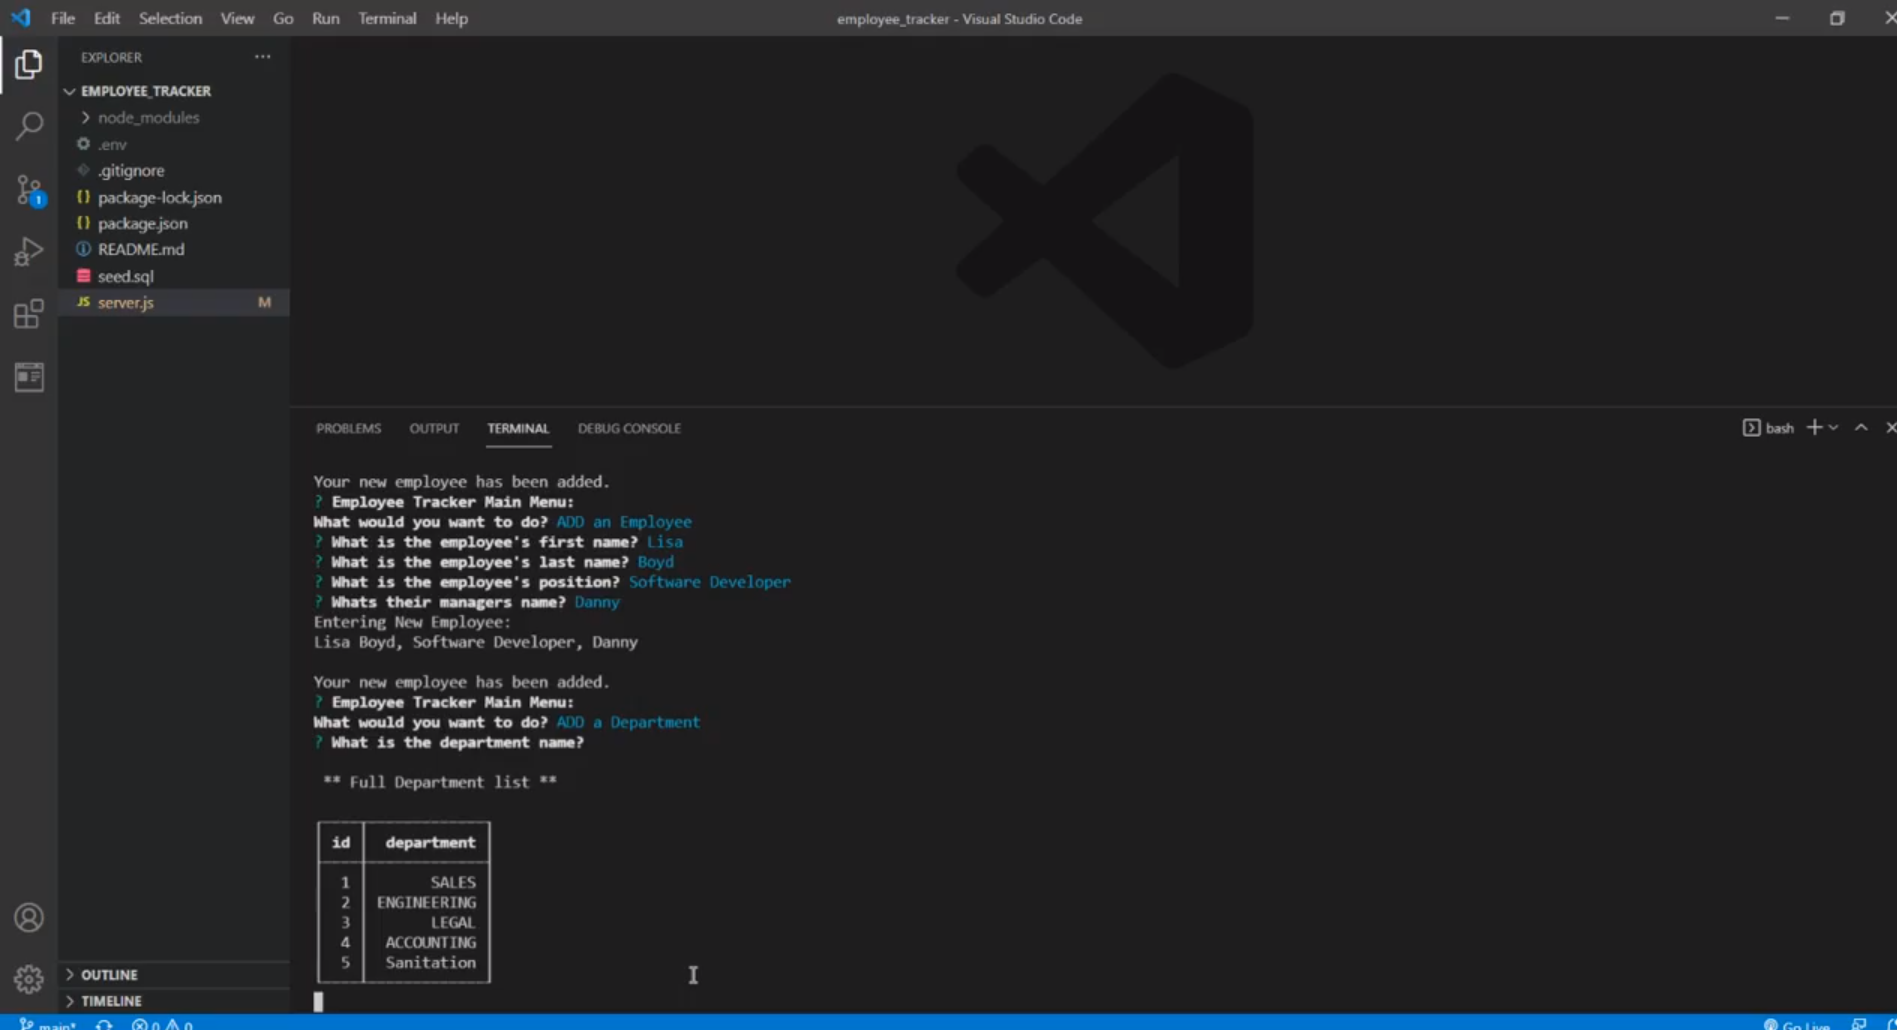 File Edit Selection View Go Run Terminal Help
employee_tracker - Visual Studio Code
EXPLORER
EMPLOYEE_TRACKER
node_modules
.env
.gitignore
package-lock.json
package.json
README.md
seed.sql
JS server.js M
1
OUTLINE
TIMELINE
PROBLEMS OUTPUT TERMINAL DEBUG CONSOLE
bash
Your new employee has been added.
? Employee Tracker Main Menu:
What would you want to do? ADD an Employee
? What is the employee's first name? Lisa
? What is the employee's last name? Boyd
? What is the employee's position? Software Developer
? Whats their managers name? Danny
Entering New Employee:
Lisa Boyd, Software Developer, Danny
Your new employee has been added.
? Employee Tracker Main Menu:
What would you want to do? ADD a Department
? What is the department name?
** Full Department list **
id department
1 SALES
2 ENGINEERING
3 LEGAL
4 ACCOUNTING
5 Sanitation
main* 0 0
Go Live